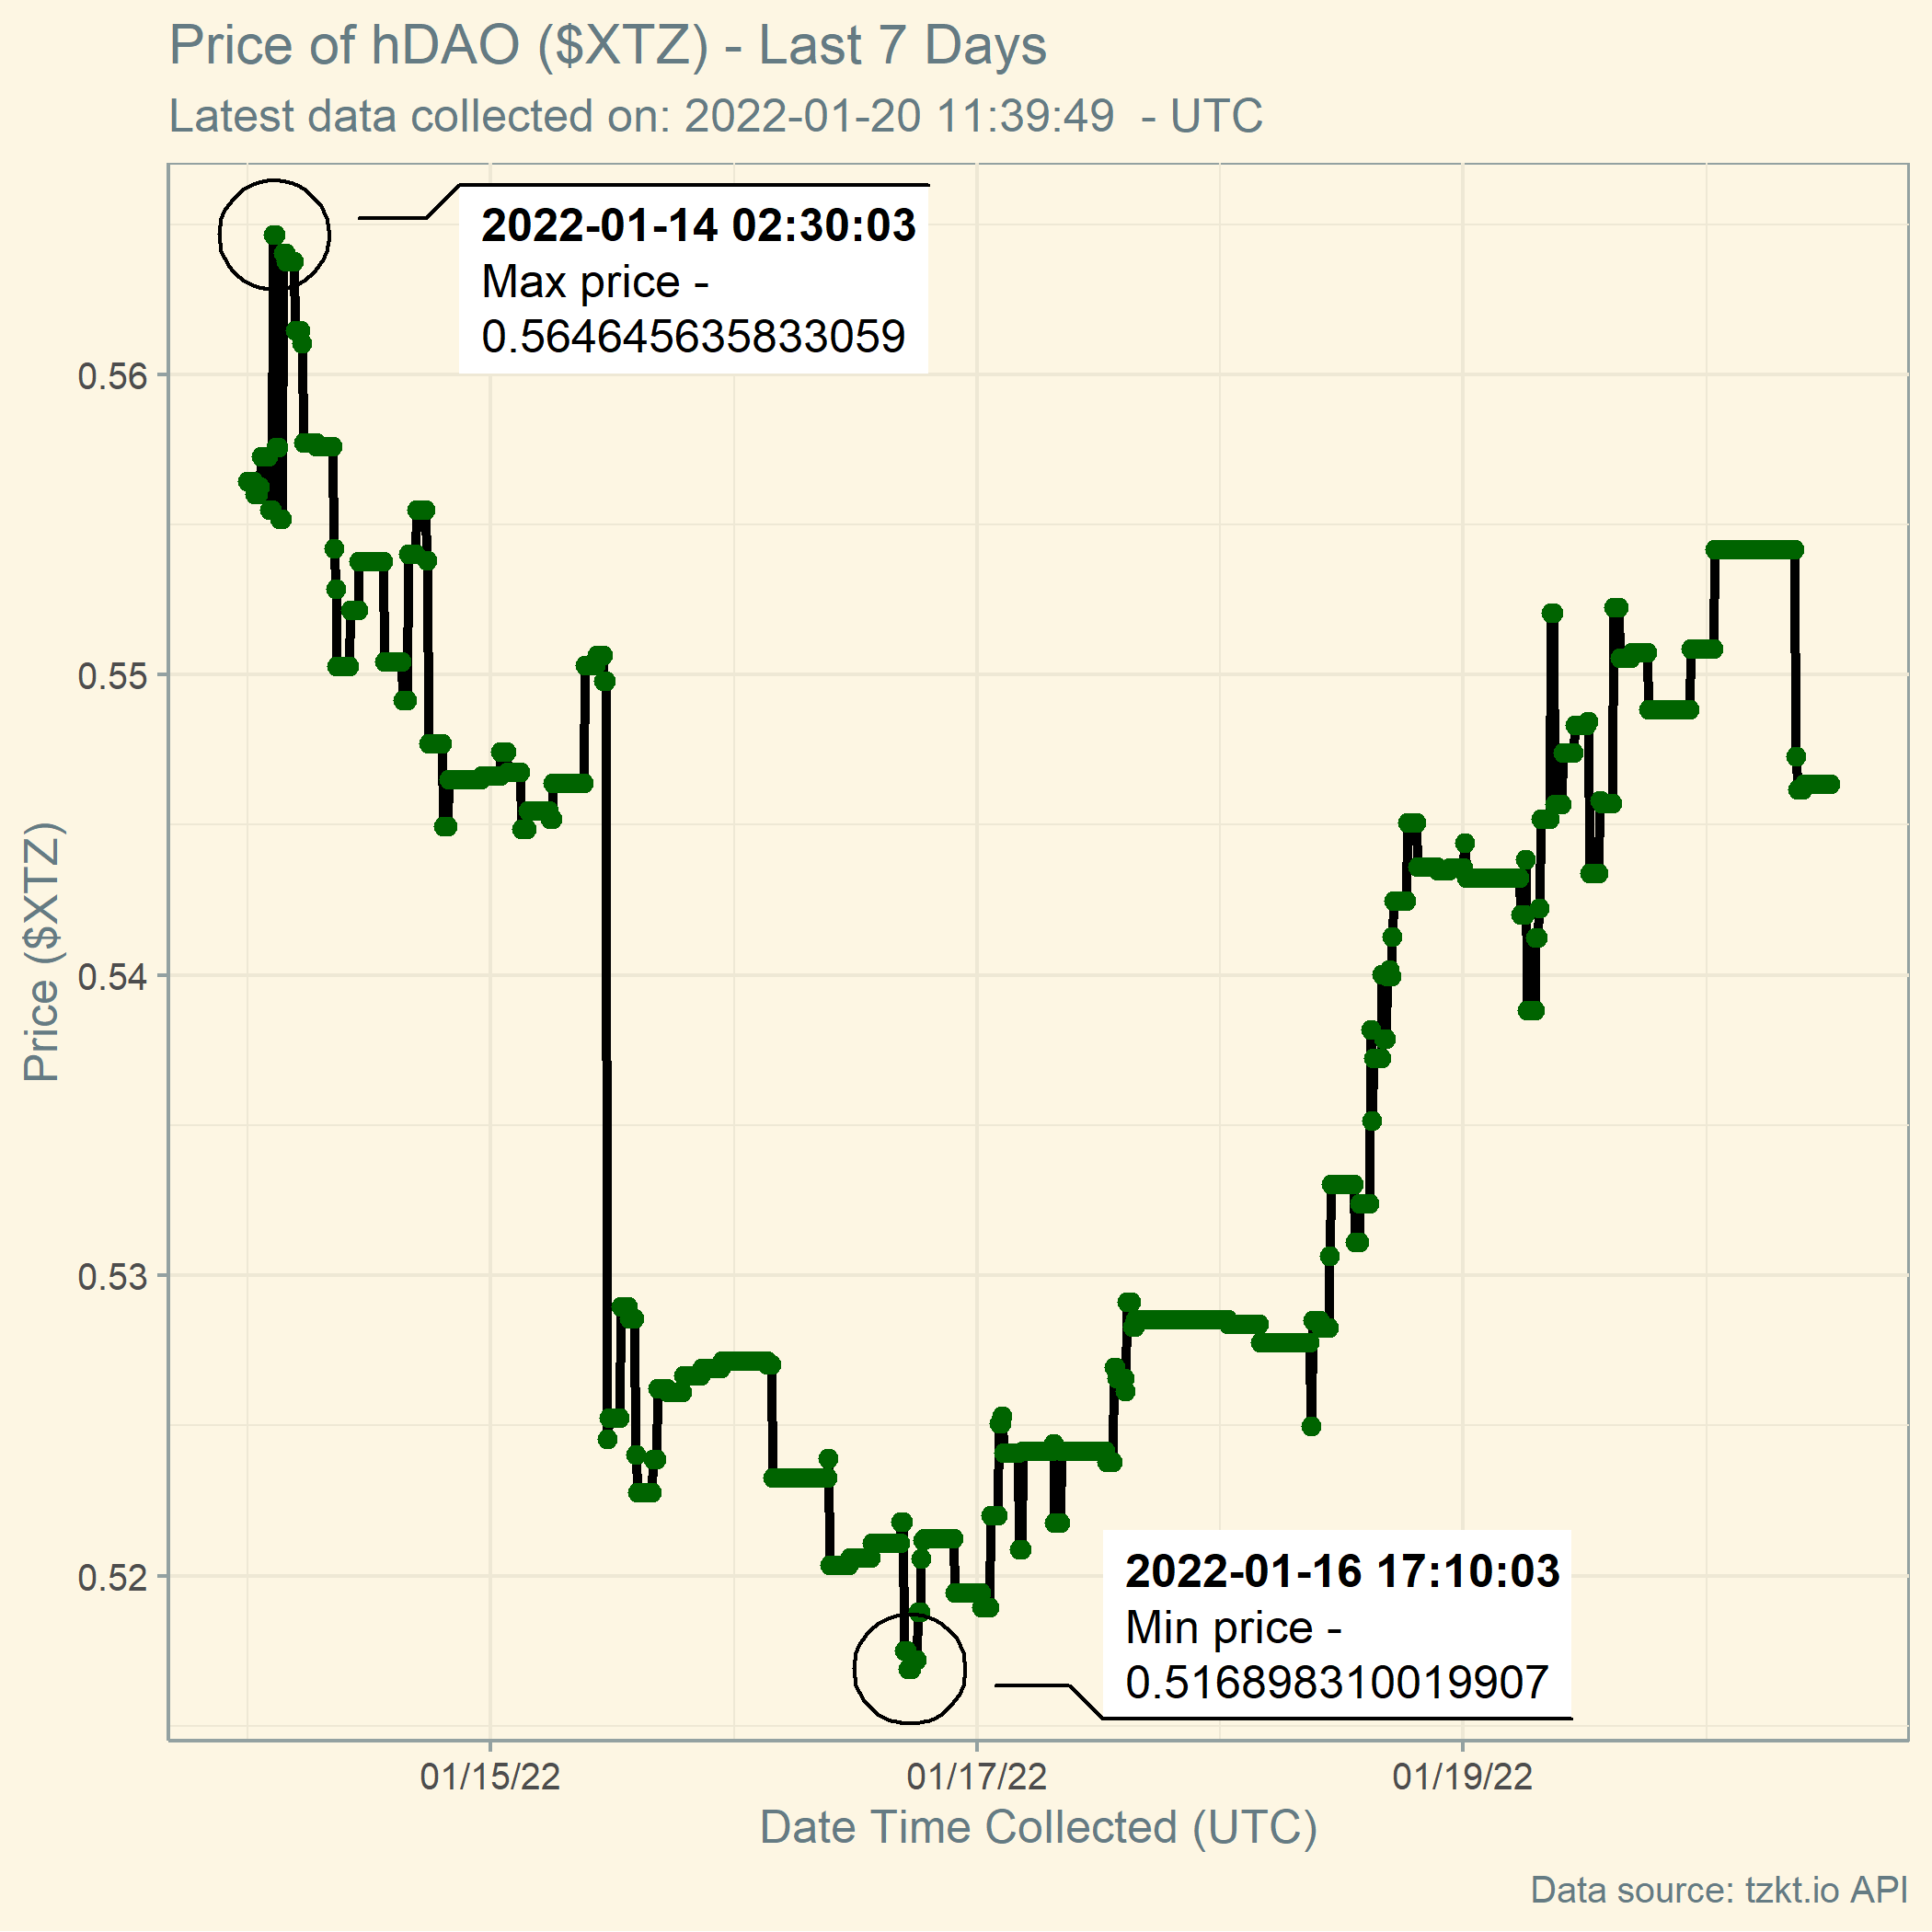 Price of hDAO ($XTZ) - Last 7 Days
Latest data collected on: 2022-01-20 11:39:49  - UTC
2022-01-14 02:30:03
Max price -
0.564645635833059
0.56
0.55
0.54
0.53
0.52
Price ($XTZ)
2022-01-16 17:10:03
Min price -
0.516898310019907
01/15/22
01/17/22
01/19/22
Date Time Collected (UTC)
Data source: tzkt.io API